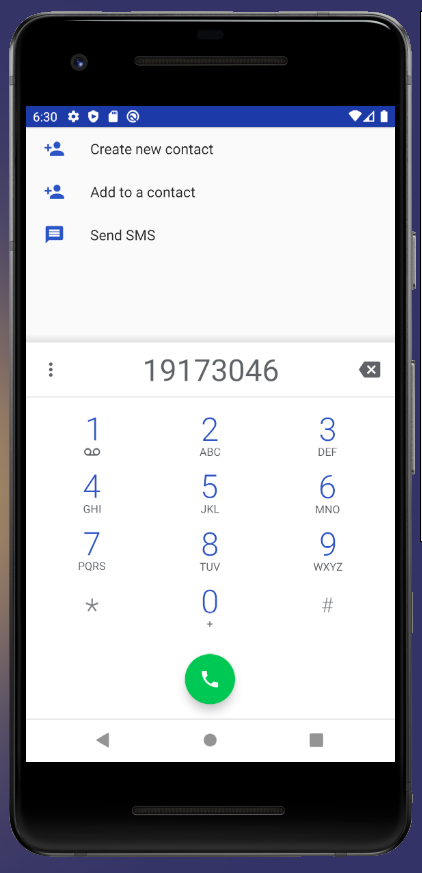 6:30
Create new contact
Add to a contact
Send SMS
19173046
1 2 3
ABC DEF
4 5 6
GHI JKL MNO
7 8 9
PQRS TUV WXYZ
* 0 #
+